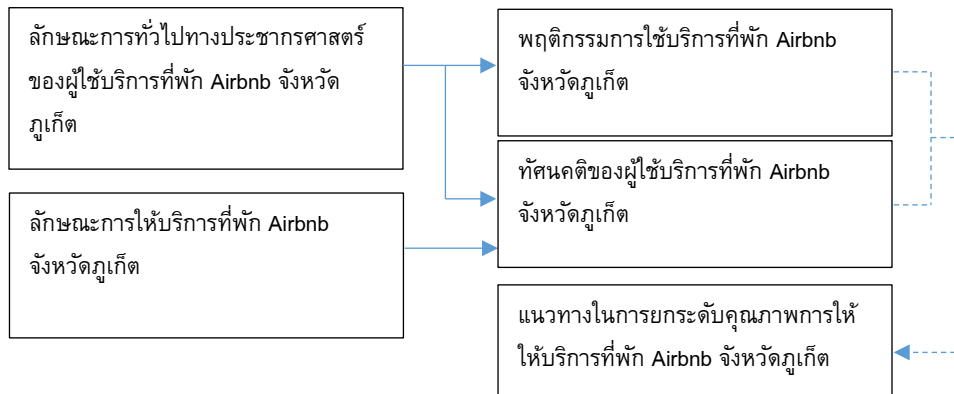 ลักษณะการทั่วไปทางประชากรศาสตร์
ของผู้ใช้บริการที่พัก Airbnb จังหวัด
ภูเก็ต
พฤติกรรมการใช้บริการที่พัก Airbnb
จังหวัดภูเก็ต
ทัศนคติของผู้ใช้บริการที่พัก Airbnb
จังหวัดภูเก็ต
ลักษณะการให้บริการที่พัก Airbnb
จังหวัดภูเก็ต
แนวทางในการยกระดับคุณภาพการให้
ให้บริการที่พัก Airbnb จังหวัดภูเก็ต